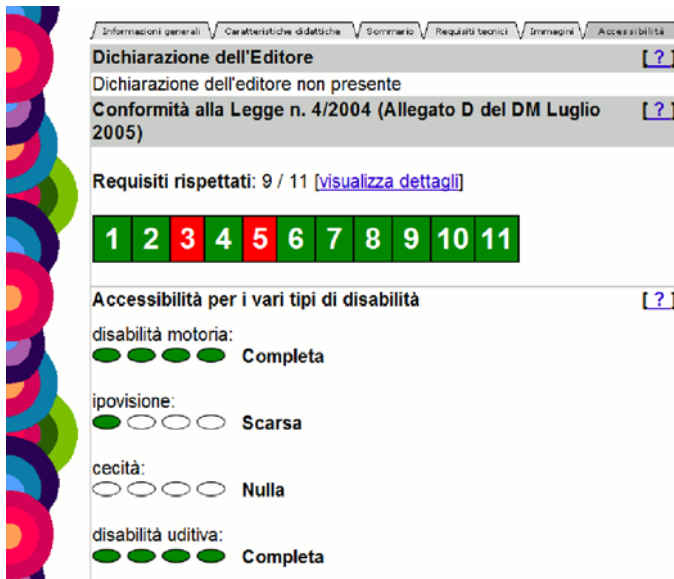 Informazioni generali Caratteristiche didattiche Sommario Requisiti tecnici Immagini Accessibilità
Dichiarazione dell'Editore [ ? ]
Dichiarazione dell'editore non presente
Conformità alla Legge n. 4/2004 (Allegato D del DM Luglio [ ? ]
2005)
Requisiti rispettati: 9 / 11 [visualizza dettagli]
1 2 3 4 5 6 7 8 9 10 11
Accessibilità per i vari tipi di disabilità [ ? ]
disabilità motoria:
Completa
ipovisione:
Scarsa
cecità:
Nulla
disabilità uditiva:
Completa